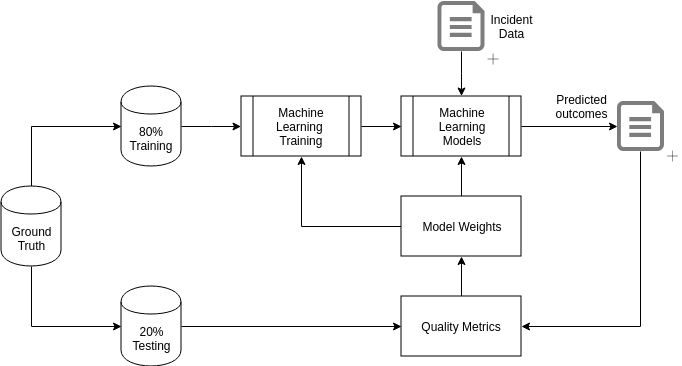 Incident
Data
80%
Training
Machine
Learning
Training
Machine
Learning
Models
Predicted
outcomes
Ground
Truth
Model Weights
20%
Testing
Quality Metrics